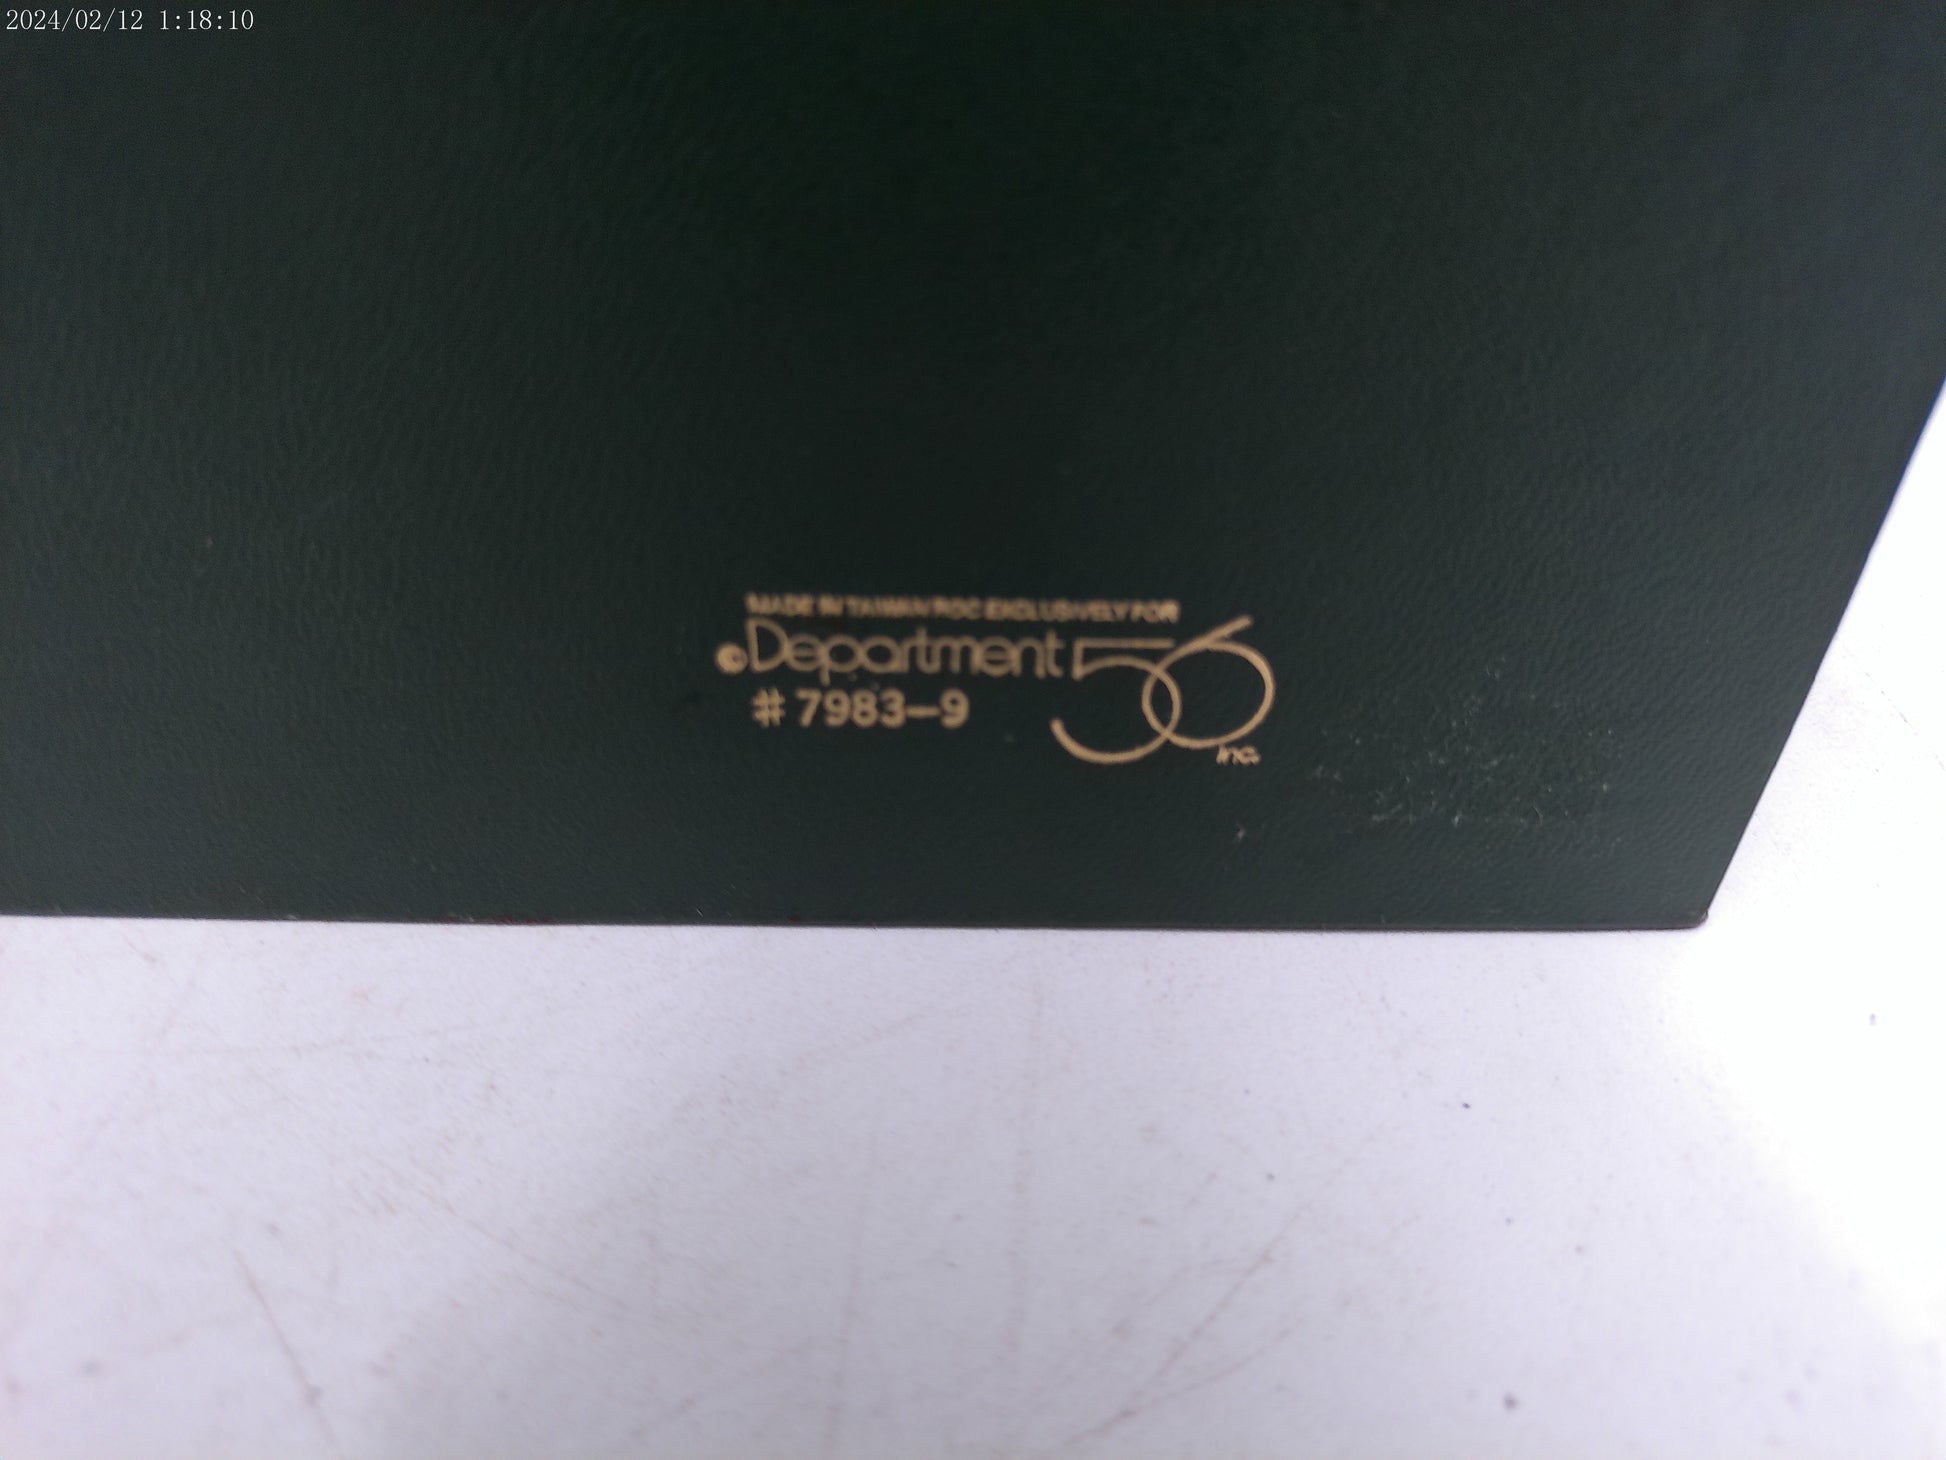 2024/02/12 1:18:10
MADE IN TAIWAN ROC EXCLUSIVELY FOR
©Department 56
# 7983-9
inc.